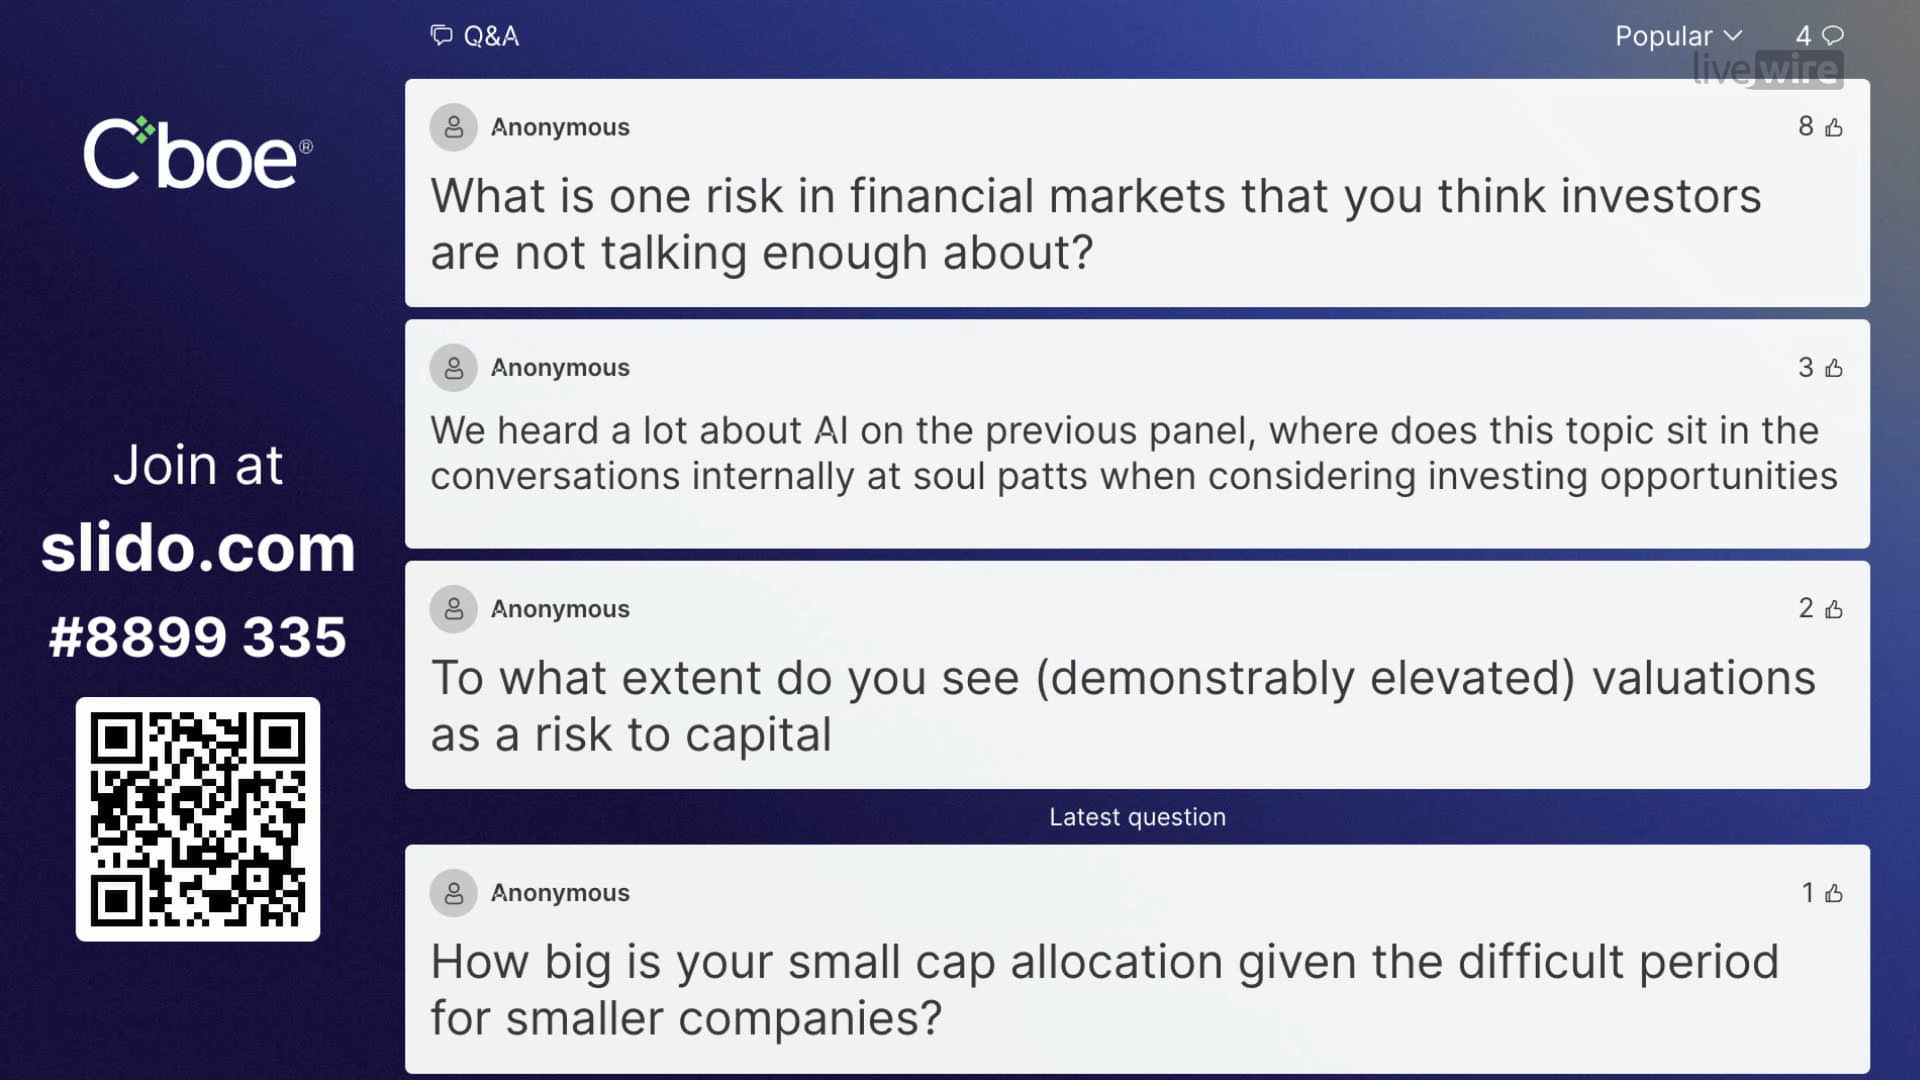 Q&A
Popular
4
livewire
Cboe®
Join at
slido.com
#8899 335
Anonymous
8
What is one risk in financial markets that you think investors
are not talking enough about?
Anonymous
3
We heard a lot about AI on the previous panel, where does this topic sit in the
conversations internally at soul patts when considering investing opportunities
Anonymous
2
To what extent do you see (demonstrably elevated) valuations
as a risk to capital
Latest question
Anonymous
1
How big is your small cap allocation given the difficult period
for smaller companies?